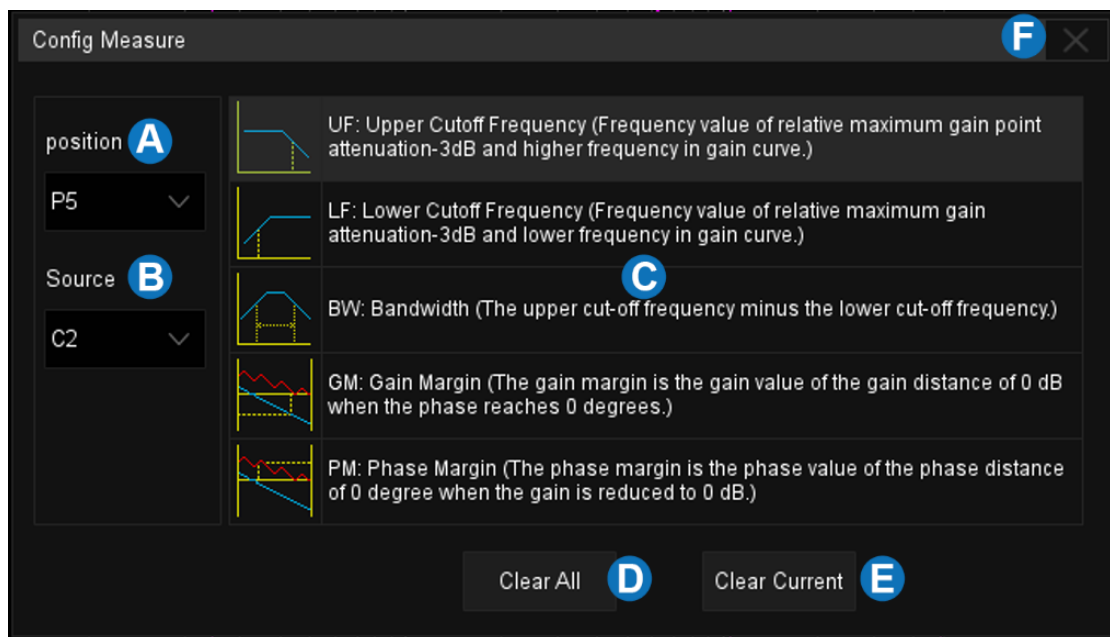 Config Measure
F
position A
P5
Source B
C2
UF: Upper Cutoff Frequency (Frequency value of relative maximum gain point
attenuation-3dB and higher frequency in gain curve.)
LF: Lower Cutoff Frequency (Frequency value of relative maximum gain
attenuation-3dB and lower frequency in gain curve.)
C
BW: Bandwidth (The upper cut-off frequency minus the lower cut-off frequency.)
GM: Gain Margin (The gain margin is the gain value of the gain distance of 0 dB
when the phase reaches 0 degrees.)
PM: Phase Margin (The phase margin is the phase value of the phase distance
of 0 degree when the gain is reduced to 0 dB.)
Clear All D
Clear Current E